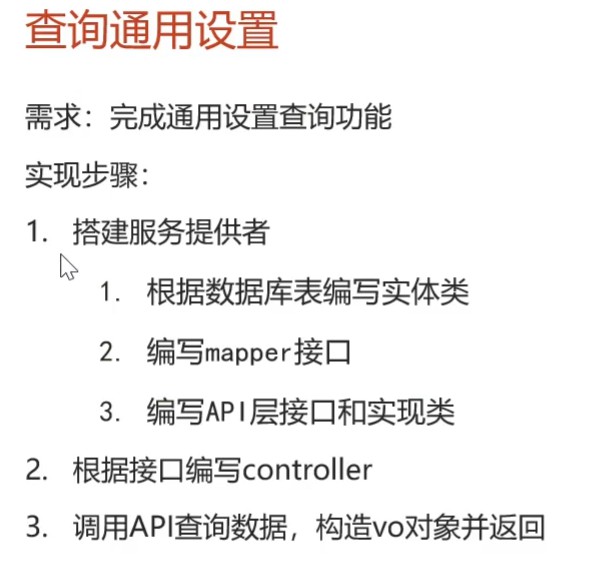 查询通用设置
需求：完成通用设置查询功能
实现步骤：
1. 搭建服务提供者
1. 根据数据库表编写实体类
2. 编写mapper接口
3. 编写API层接口和实现类
2. 根据接口编写controller
3. 调用API查询数据，构造vo对象并返回